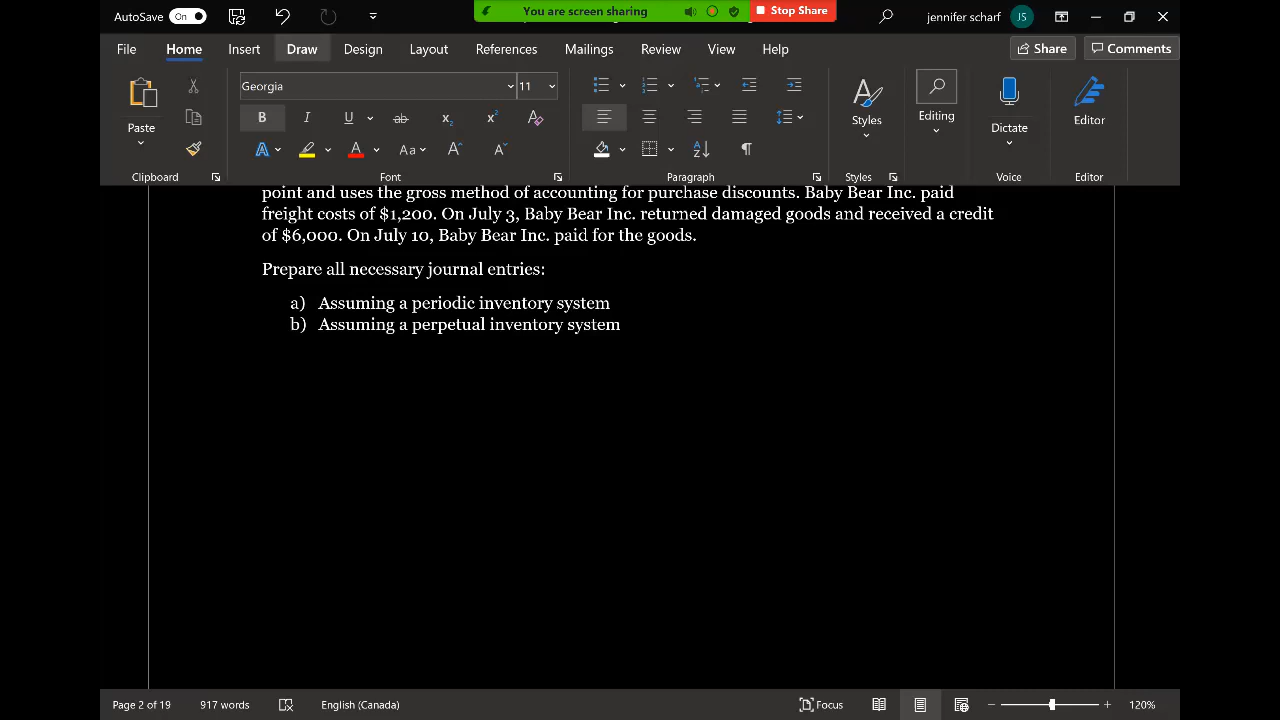 AutoSave On You are screen sharing Stop Share jennifer scharf JS
File Home Insert Draw Design Layout References Mailings Review View Help Share Comments
Georgia 11
Paste Styles Editing Dictate Editor
B I U ab x₂ x² A
A A Aa A A
Clipboard Font Paragraph Styles Voice Editor
point and uses the gross method of accounting for purchase discounts. Baby Bear Inc. paid
freight costs of $1,200. On July 3, Baby Bear Inc. returned damaged goods and received a credit
of $6,000. On July 10, Baby Bear Inc. paid for the goods.
Prepare all necessary journal entries:
a) Assuming a periodic inventory system
b) Assuming a perpetual inventory system
Page 2 of 19 917 words English (Canada) Focus 120%